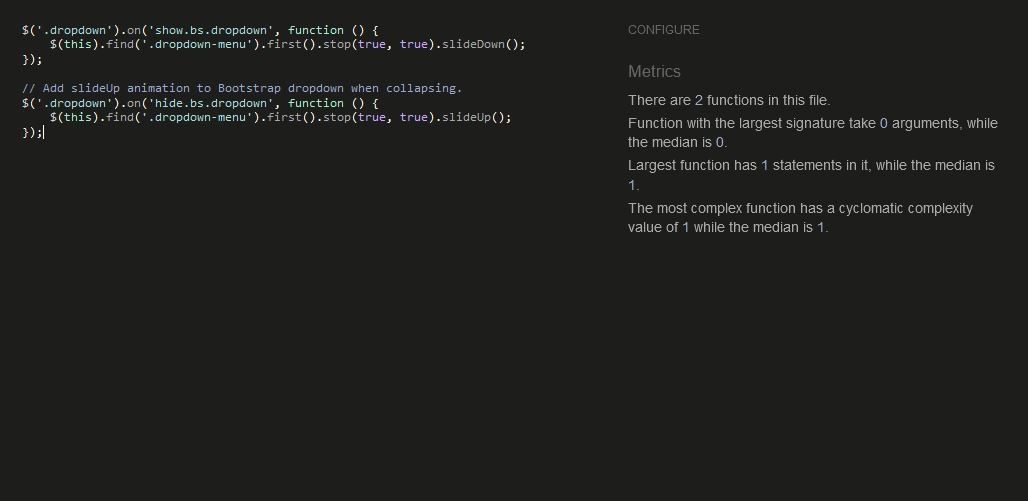 $('.dropdown').on('show.bs.dropdown', function () {
    $(this).find('.dropdown-menu').first().stop(true, true).slideDown();
});

// Add slideUp animation to Bootstrap dropdown when collapsing.
$('.dropdown').on('hide.bs.dropdown', function () {
    $(this).find('.dropdown-menu').first().stop(true, true).slideUp();
});
CONFIGURE
Metrics
There are 2 functions in this file.
Function with the largest signature take 0 arguments, while
the median is 0.
Largest function has 1 statements in it, while the median is
1.
The most complex function has a cyclomatic complexity
value of 1 while the median is 1.